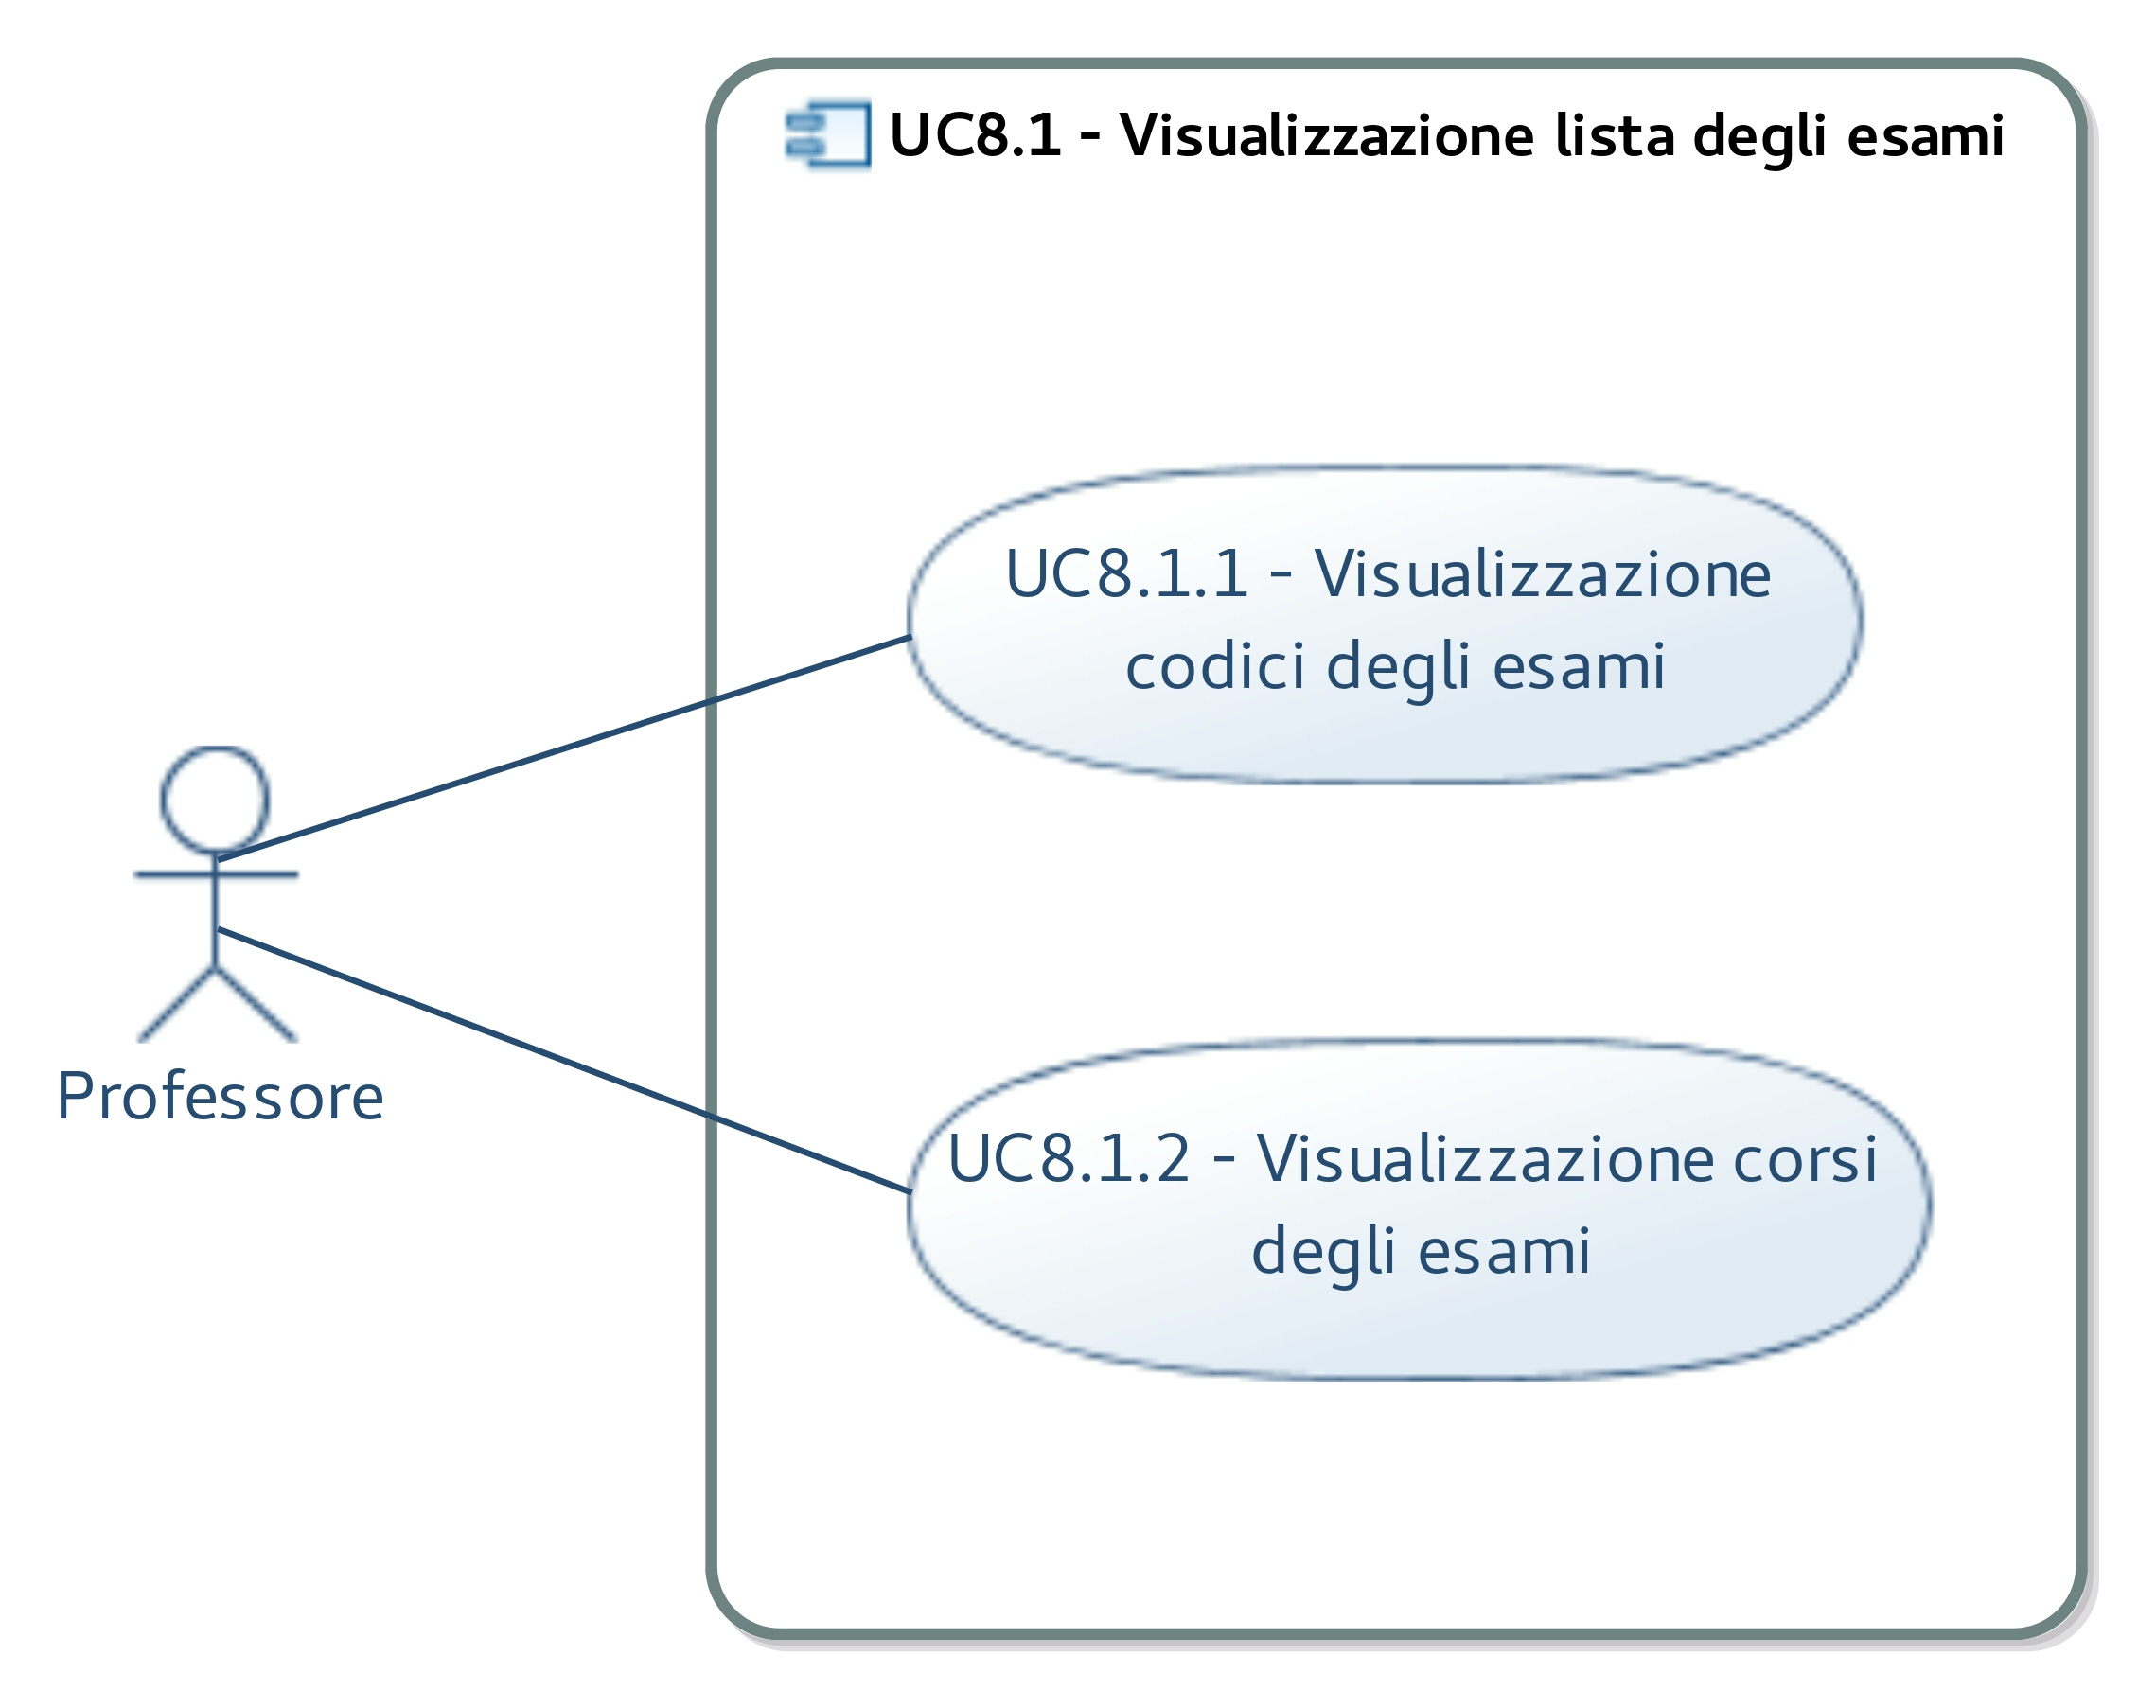 UC8.1 - Visualizzazione lista degli esami
UC8.1.1 - Visualizzazione
codici degli esami
Professore
UC8.1.2 - Visualizzazione corsi
degli esami